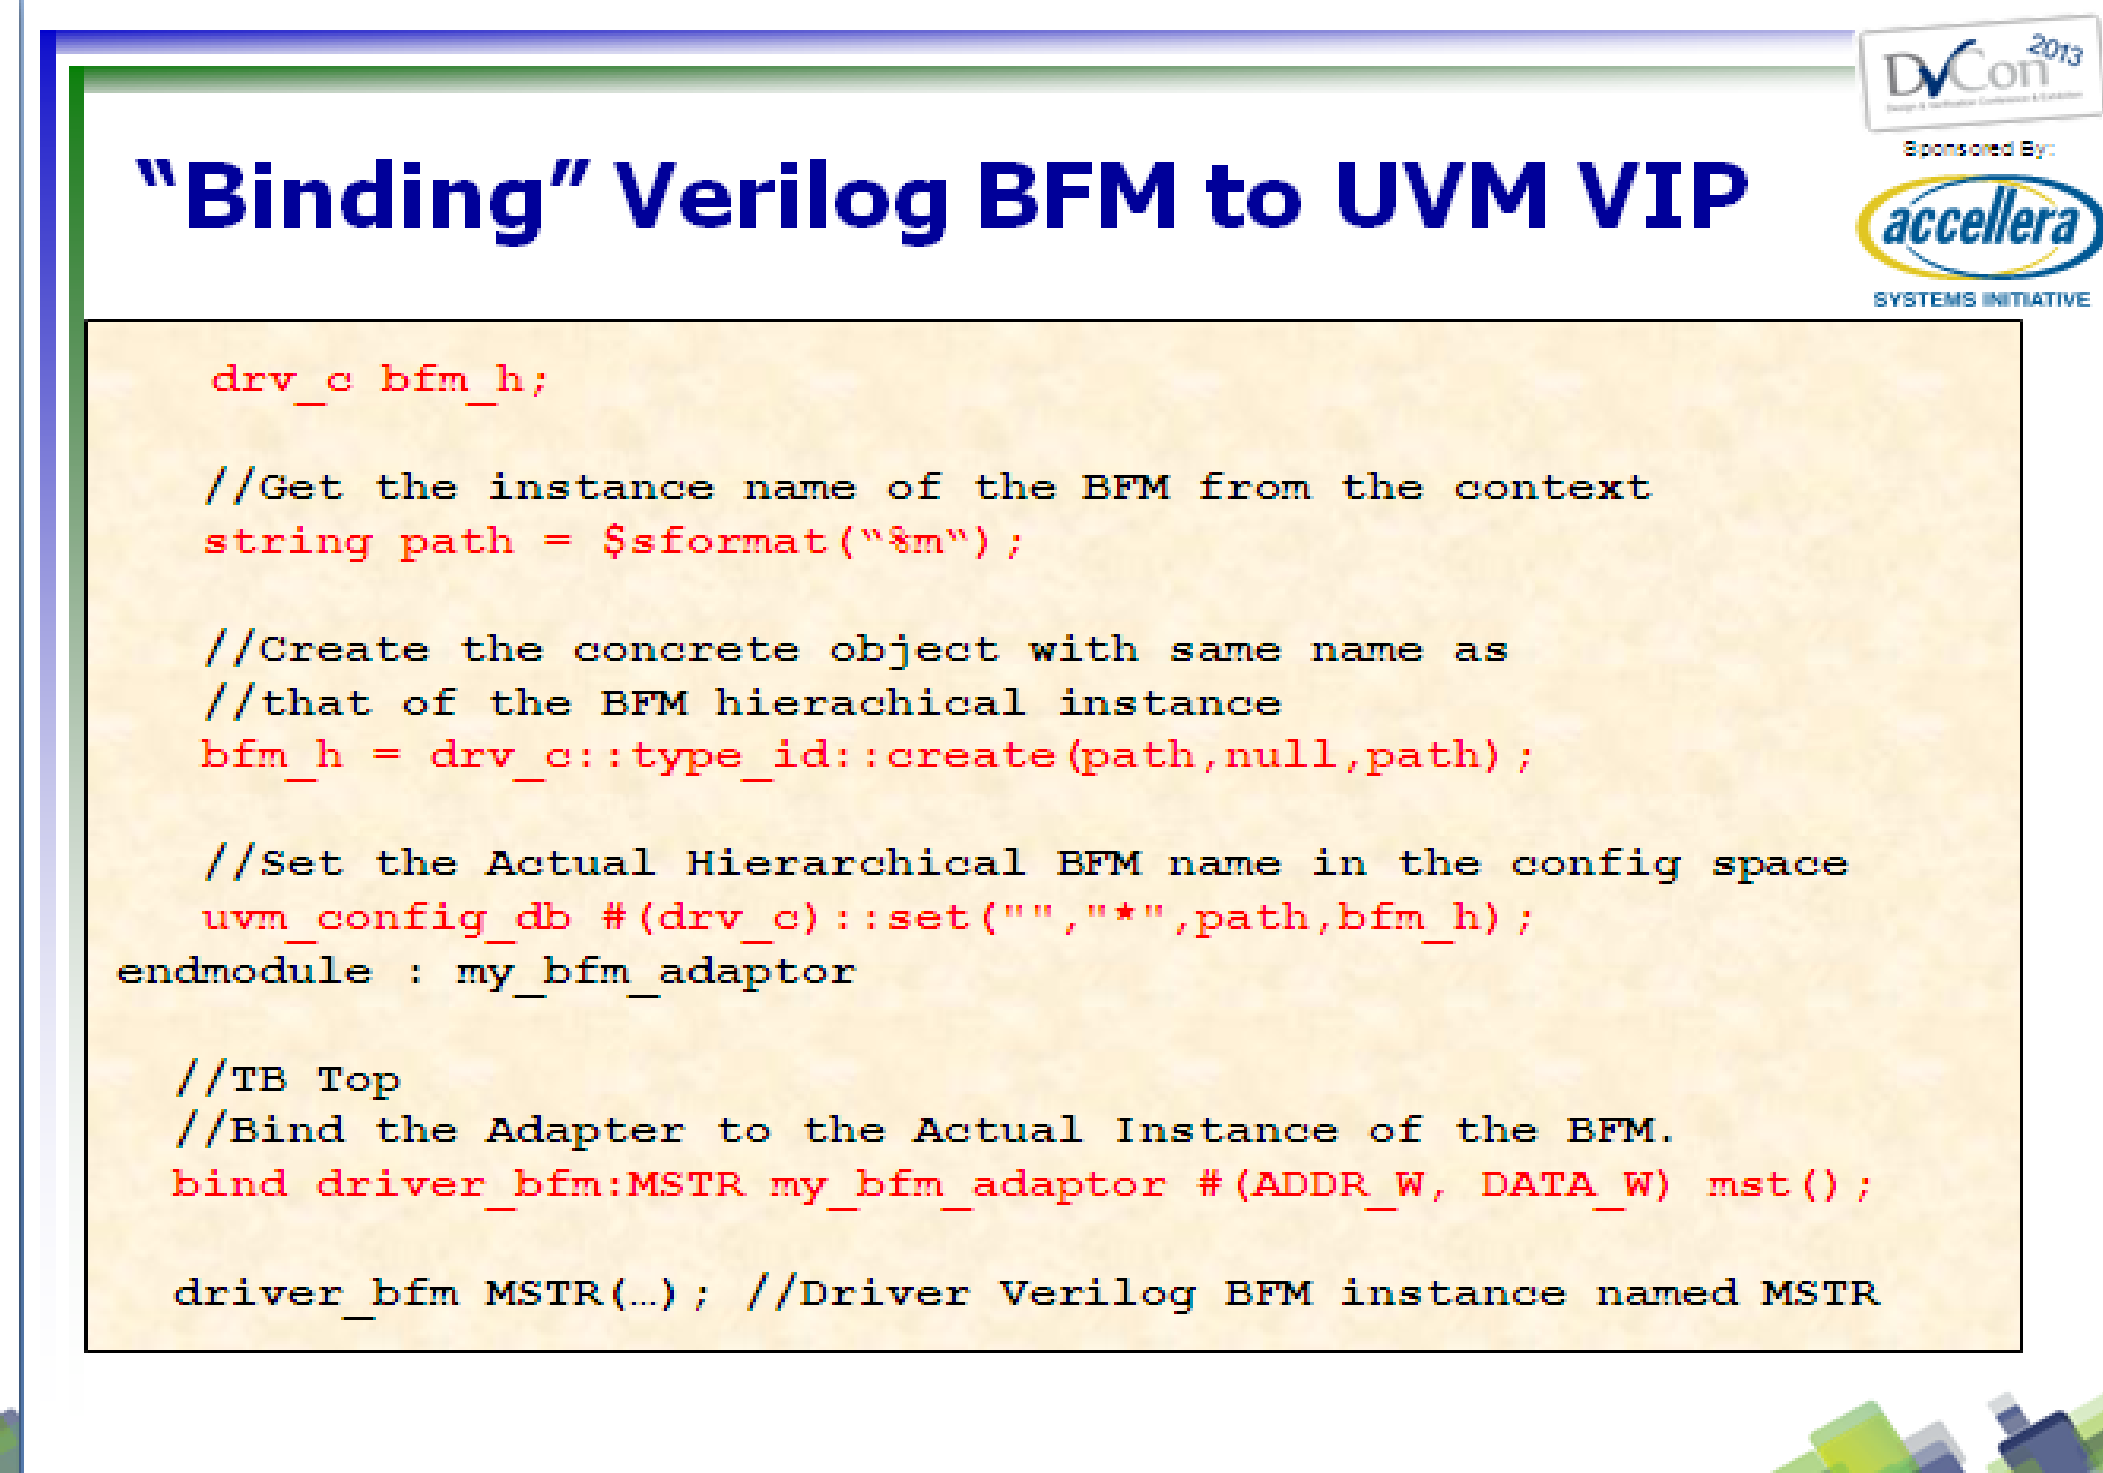 DVCon 2013
Sponsored By:
accellera
SYSTEMS INITIATIVE
“Binding” Verilog BFM to UVM VIP
drv_c bfm_h;
//Get the instance name of the BFM from the context
string path = $sformat(“%m“);
//Create the concrete object with same name as
//that of the BFM hierachical instance
bfm_h = drv_c::type_id::create(path,null,path);
//Set the Actual Hierarchical BFM name in the config space
uvm_config_db #(drv_c)::set("","*",path,bfm_h);
endmodule : my_bfm_adaptor
//TB Top
//Bind the Adapter to the Actual Instance of the BFM.
bind driver_bfm:MSTR my_bfm_adaptor #(ADDR_W, DATA_W) mst();
driver_bfm MSTR(…); //Driver Verilog BFM instance named MSTR